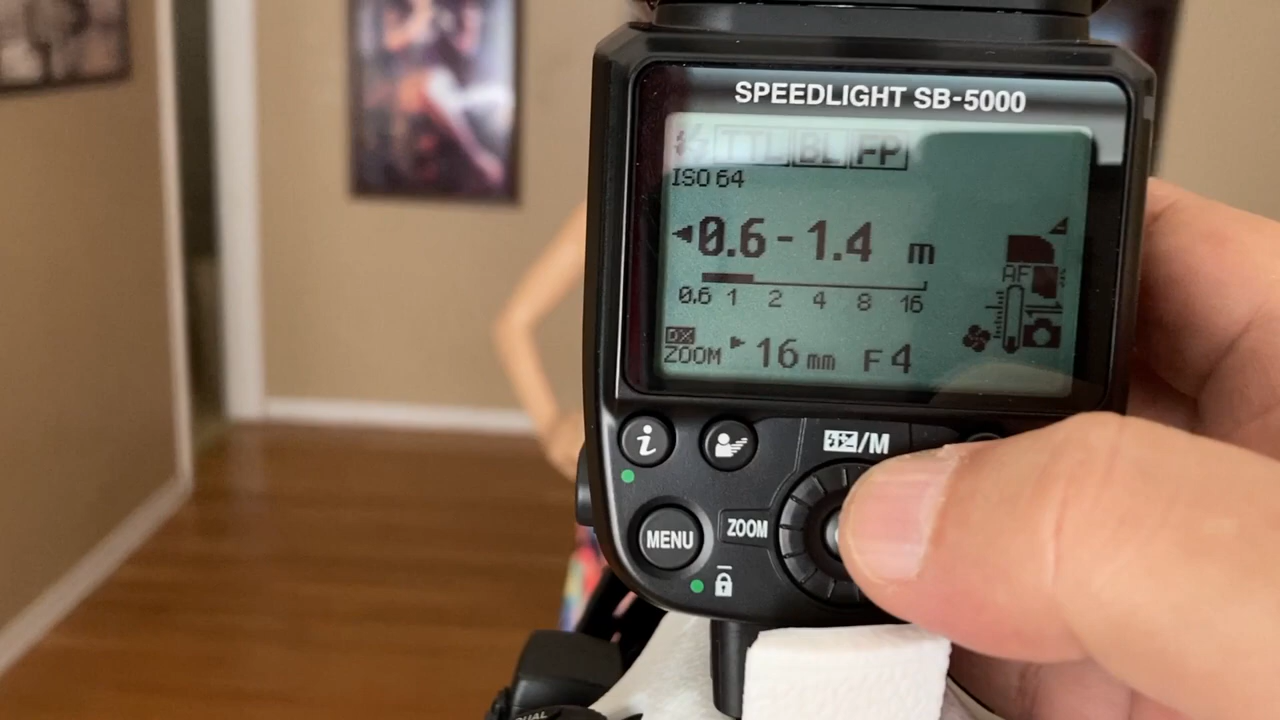 SPEEDLIGHT SB-5000
TTL BL FP
ISO 64
0.6 - 1.4 m
0.6 1 2 4 8 16
AF
DX
ZOOM 16 mm F 4
i
/M
ZOOM
MENU